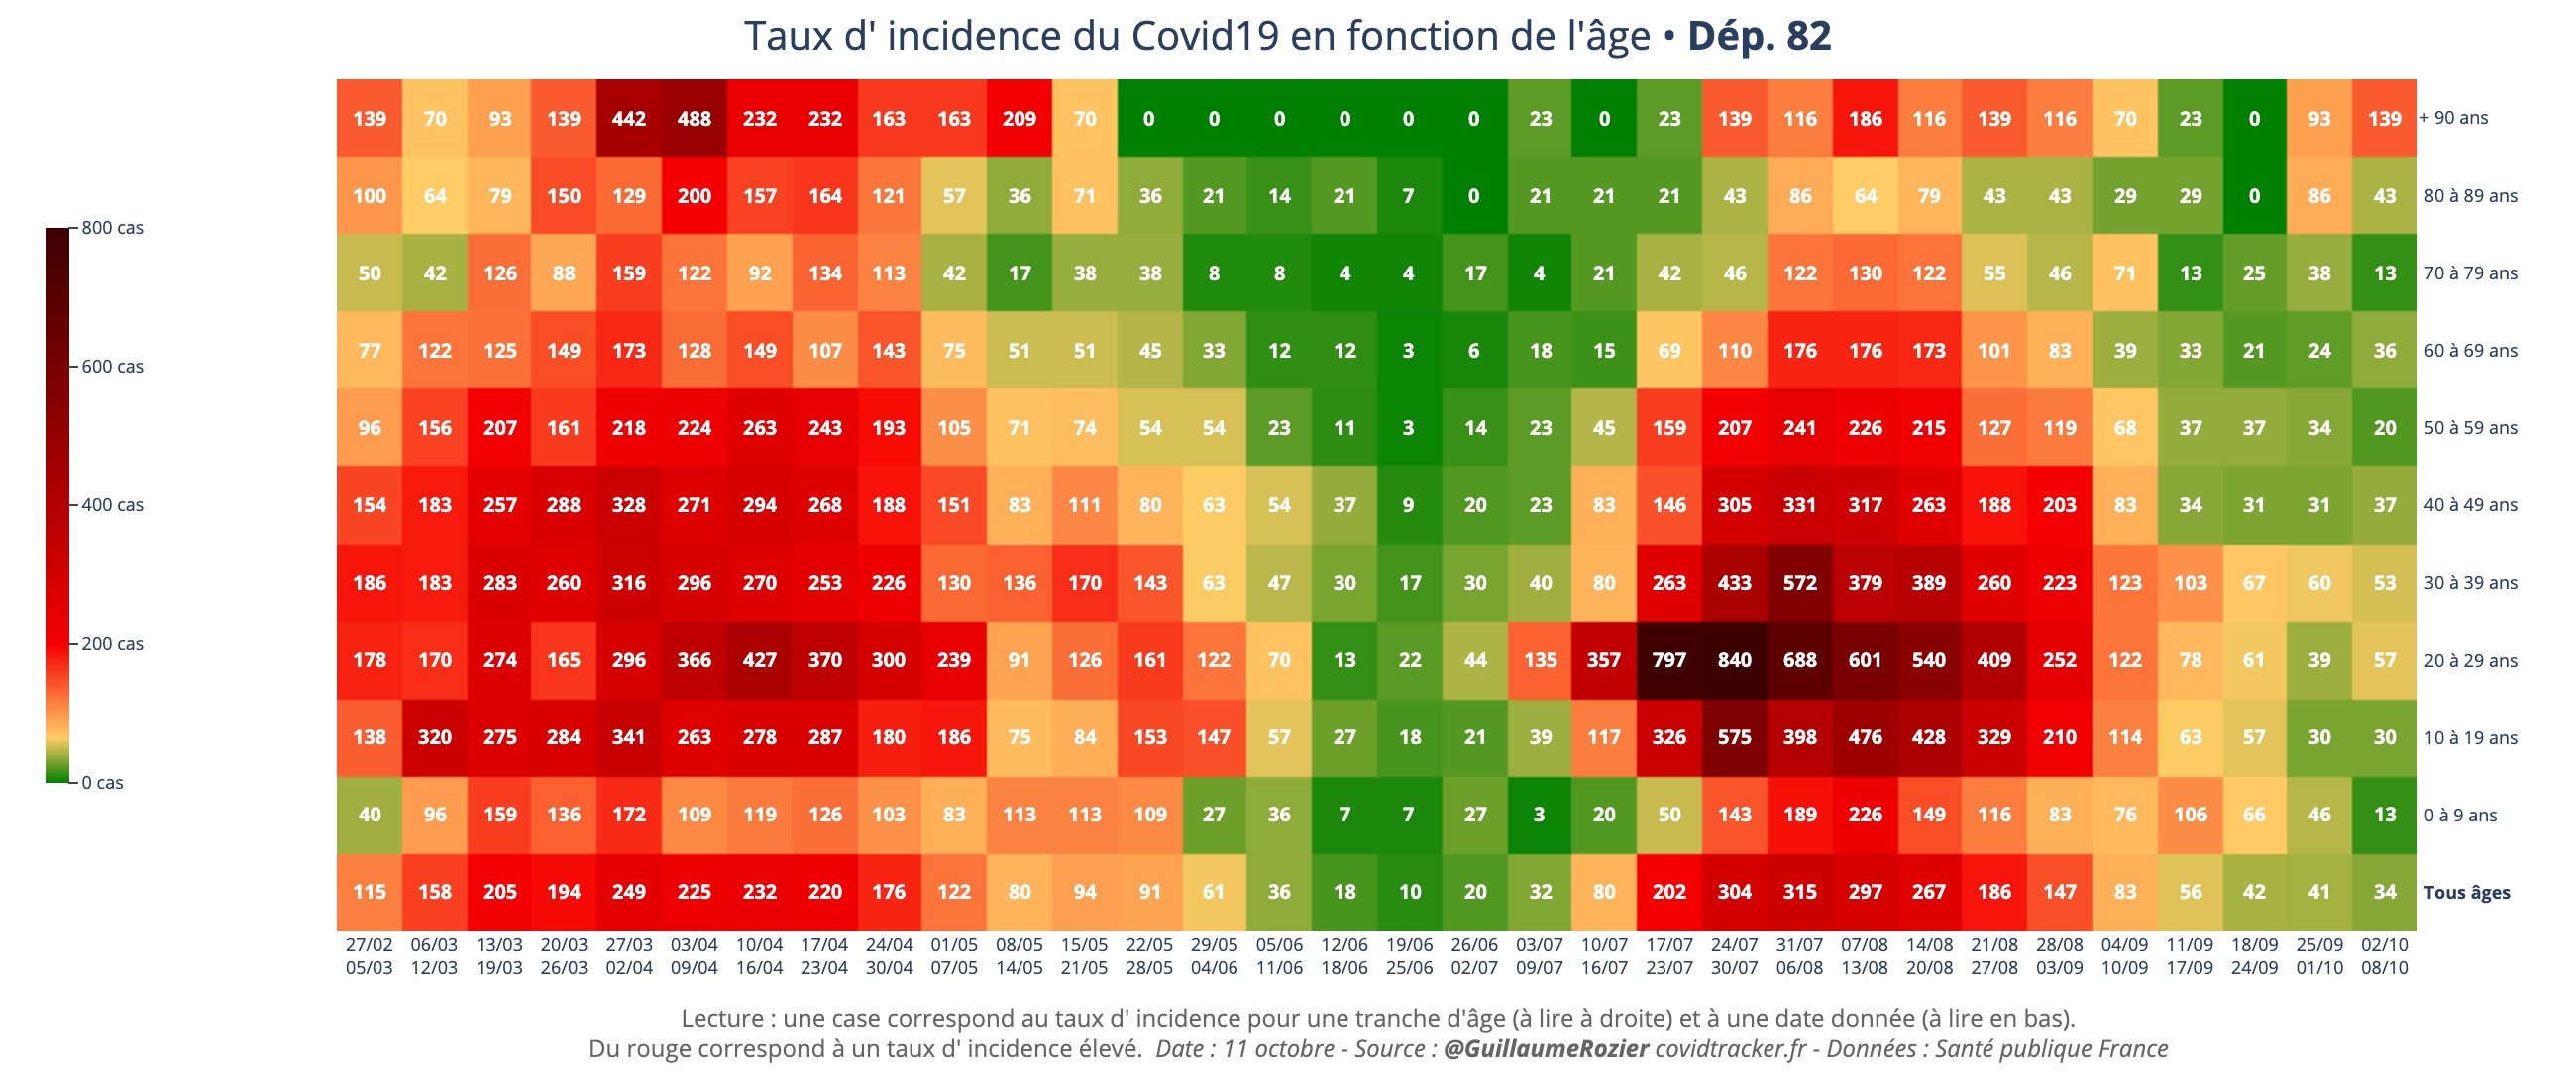 Taux d' incidence du Covid19 en fonction de l'âge • Dép. 82
139 70 93 139 442 488 232 232 163 163 209 70 0 0 0 0 0 0 23 0 23 139 116 186 116 139 116 70 23 0 93 139 + 90 ans
100 64 79 150 129 200 157 164 121 57 36 71 36 21 14 21 7 0 21 21 21 43 86 64 79 43 43 29 29 0 86 43 80 à 89 ans
800 cas
50 42 126 88 159 122 92 134 113 42 17 38 38 8 8 4 4 17 4 21 42 46 122 130 122 55 46 71 13 25 38 13 70 à 79 ans
77 122 125 149 173 128 149 107 143 75 51 51 45 33 12 12 3 6 18 15 69 110 176 176 173 101 83 39 33 21 24 36 60 à 69 ans
600 cas
96 156 207 161 218 224 263 243 193 105 71 74 54 54 23 11 3 14 23 45 159 207 241 226 215 127 119 68 37 37 34 20 50 à 59 ans
400 cas
154 183 257 288 328 271 294 268 188 151 83 111 80 63 54 37 9 20 23 83 146 305 331 317 263 188 203 83 34 31 31 37 40 à 49 ans
186 183 283 260 316 296 270 253 226 130 136 170 143 63 47 30 17 30 40 80 263 433 572 379 389 260 223 123 103 67 60 53 30 à 39 ans
200 cas
178 170 274 165 296 366 427 370 300 239 91 126 161 122 70 13 22 44 135 357 797 840 688 601 540 409 252 122 78 61 39 57 20 à 29 ans
138 320 275 284 341 263 278 287 180 186 75 84 153 147 57 27 18 21 39 117 326 575 398 476 428 329 210 114 63 57 30 30 10 à 19 ans
0 cas
40 96 159 136 172 109 119 126 103 83 113 113 109 27 36 7 7 27 3 20 50 143 189 226 149 116 83 76 106 66 46 13 0 à 9 ans
115 158 205 194 249 225 232 220 176 122 80 94 91 61 36 18 10 20 32 80 202 304 315 297 267 186 147 83 56 42 41 34 Tous âges
27/02 06/03 13/03 20/03 27/03 03/04 10/04 17/04 24/04 01/05 08/05 15/05 22/05 29/05 05/06 12/06 19/06 26/06 03/07 10/07 17/07 24/07 31/07 07/08 14/08 21/08 28/08 04/09 11/09 18/09 25/09 02/10
05/03 12/03 19/03 26/03 02/04 09/04 16/04 23/04 30/04 07/05 14/05 21/05 28/05 04/06 11/06 18/06 25/06 02/07 09/07 16/07 23/07 30/07 06/08 13/08 20/08 27/08 03/09 10/09 17/09 24/09 01/10 08/10
Lecture : une case correspond au taux d' incidence pour une tranche d'âge (à lire à droite) et à une date donnée (à lire en bas).
Du rouge correspond à un taux d' incidence élevé. Date : 11 octobre - Source : @GuillaumeRozier covidtracker.fr - Données : Santé publique France